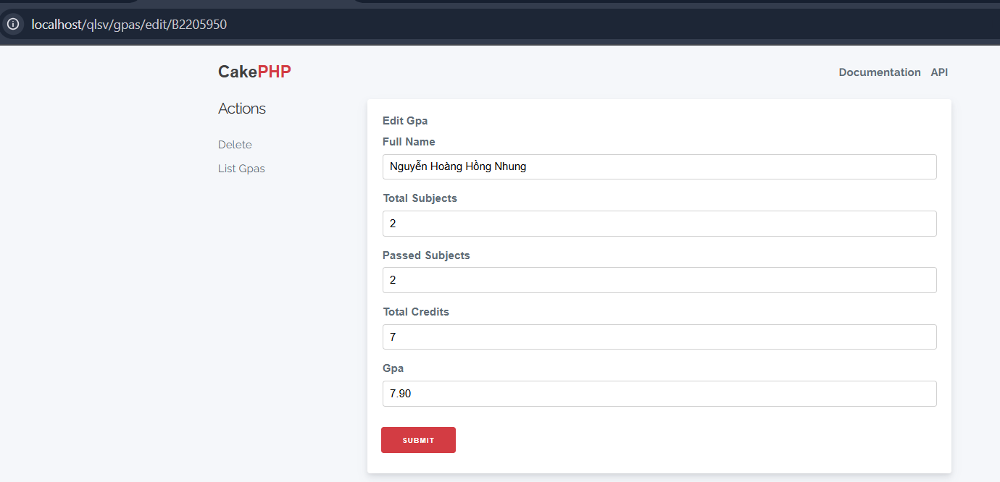 localhost/qlsv/gpas/edit/B2205950
CakePHP
Documentation API
Actions
Delete
List Gpas
Edit Gpa
Full Name
Nguyễn Hoàng Hồng Nhung
Total Subjects
2
Passed Subjects
2
Total Credits
7
Gpa
7.90
SUBMIT